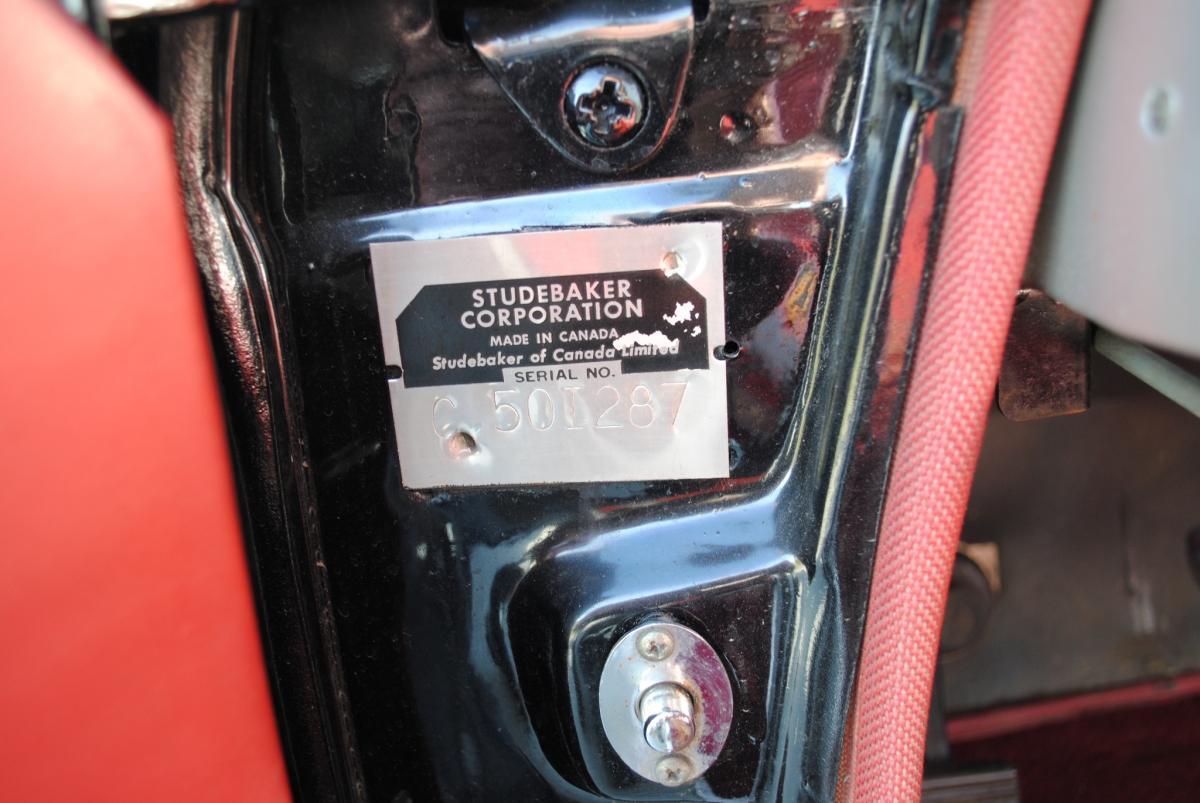 STUDEBAKER
CORPORATION
MADE IN CANADA
Studebaker of Canada Limited
SERIAL NO.
C 501287